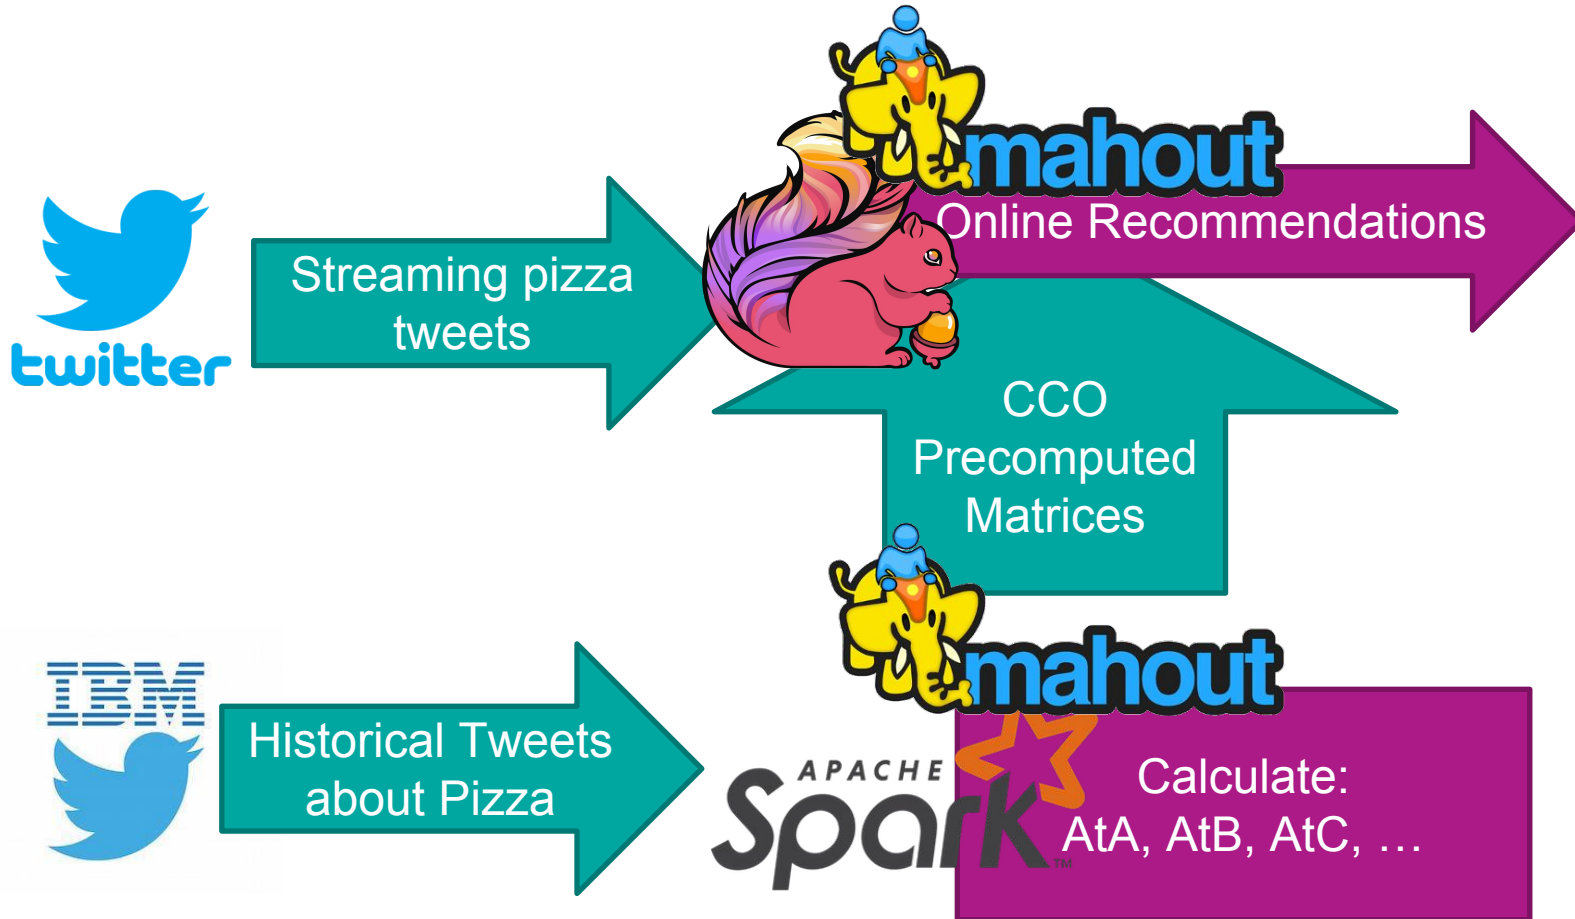 mahout
Online Recommendations
twitter
Streaming pizza
tweets
CCO
Precomputed
Matrices
IBM
Historical Tweets
about Pizza
mahout
APACHE
Spark™
Calculate:
AtA, AtB, AtC, …